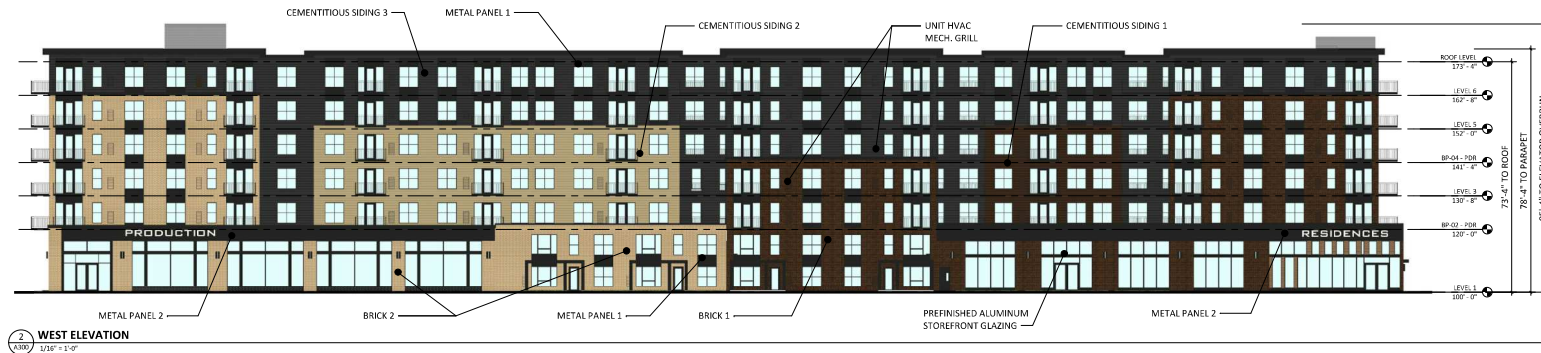 CEMENTITIOUS SIDING 3
METAL PANEL 1
CEMENTITIOUS SIDING 2
UNIT HVAC
MECH. GRILL
CEMENTITIOUS SIDING 1
ROOF LEVEL
173' - 4"
LEVEL 6
162' - 8"
LEVEL 5
152' - 0"
BP-04 - PDR
141' - 4"
LEVEL 3
130' - 8"
BP-02 - PDR
120' - 0"
LEVEL 1
100' - 0"
73'-4" TO ROOF
78'-4" TO PARAPET
TO ELEVATOR OVERRUN
PRODUCTION
RESIDENCES
METAL PANEL 2
BRICK 2
METAL PANEL 1
BRICK 1
PREFINISHED ALUMINUM
STOREFRONT GLAZING
METAL PANEL 2
2
A300
WEST ELEVATION
1/16" = 1'-0"